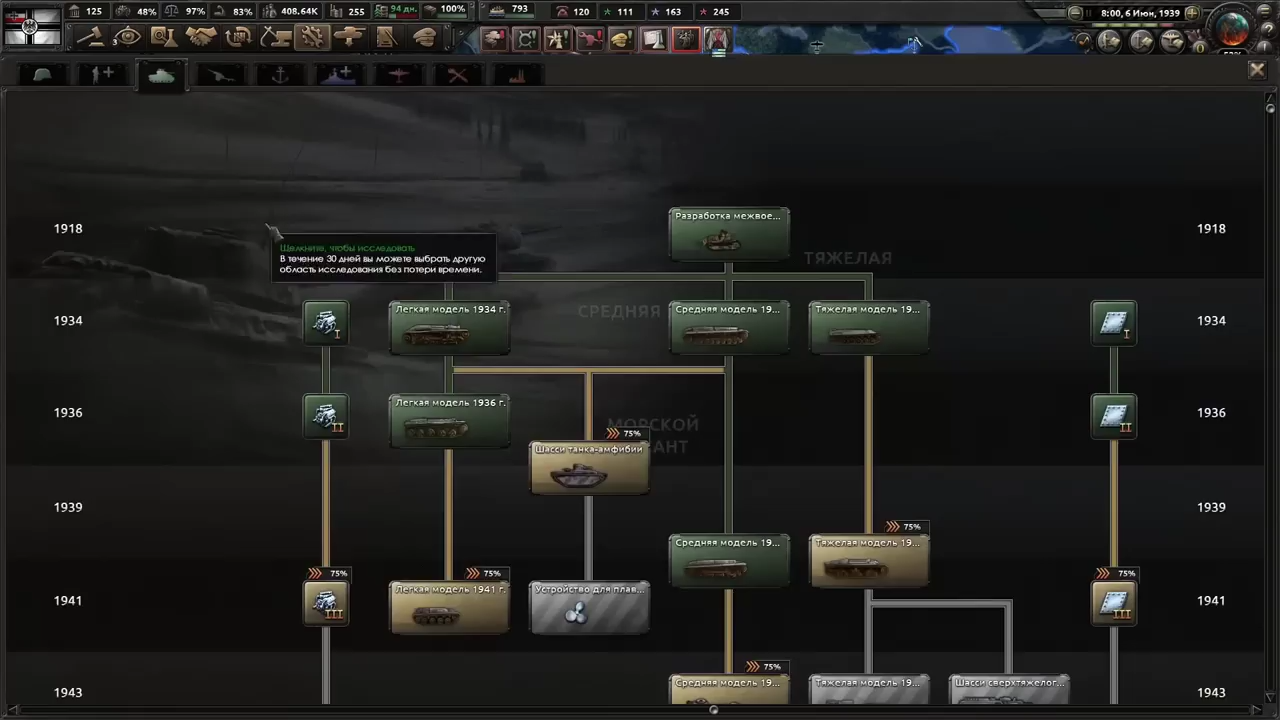 125
48%
97%
83%
408.64K
255
94 дн.
100%
793
120
111
163
245
8:00, 6 Июн, 1939
1918
Разработка межвое...
1918
Щелкните, чтобы исследовать
В течение 30 дней вы можете выбрать другую
область исследования без потери времени.
ТЯЖЕЛАЯ
1934
I
Легкая модель 1934 г.
СРЕДНЯЯ
Средняя модель 19...
Тяжелая модель 19...
I
1934
1936
II
Легкая модель 1936 г.
МОРСКОЙ
75%
Шасси танка-амфибии
II
1936
1939
75%
Средняя модель 19...
Тяжелая модель 19...
1939
75%
75%
75%
1941
III
Легкая модель 1941 г.
Устройство для плав...
III
1941
75%
1943
Средняя модель 19...
Тяжелая модель 19...
Шасси сверхтяжелог...
1943